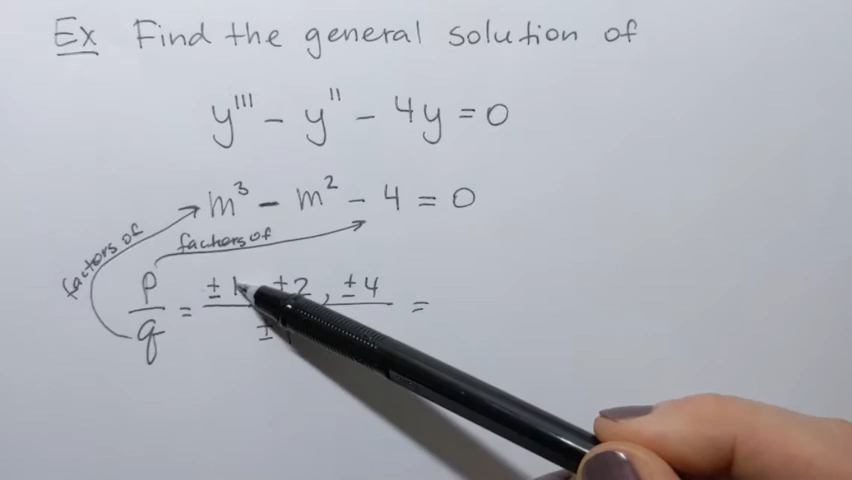 Ex Find the general solution of
y''' - y'' - 4y = 0
m³ - m² - 4 = 0
factors of
factors of
p/q = ±1, ±2, ±4 / ±1 =